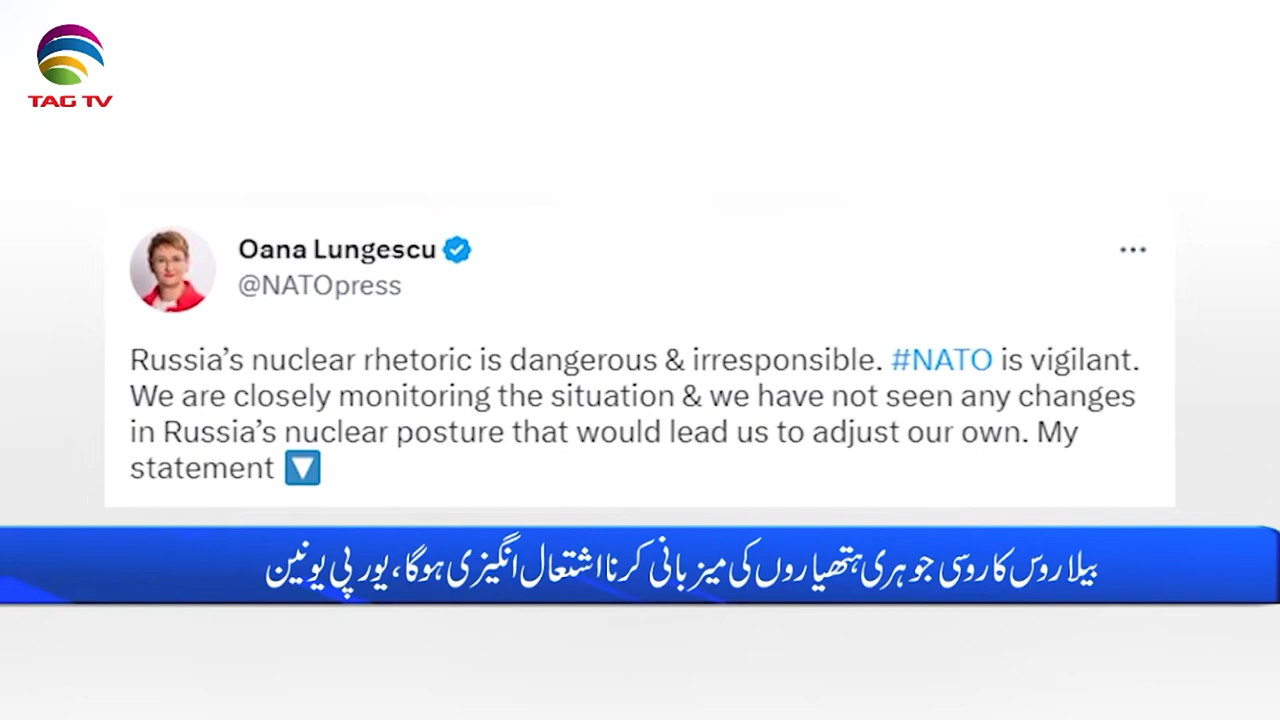 TAG TV
Oana Lungescu
@NATOpress
Russia’s nuclear rhetoric is dangerous & irresponsible. #NATO is vigilant.
We are closely monitoring the situation & we have not seen any changes
in Russia’s nuclear posture that would lead us to adjust our own. My
statement
بیلا روس کا روسی جوہری ہتھیاروں کی میزبانی کرنا اشتعال انگیزی ہوگا، یورپی یونین